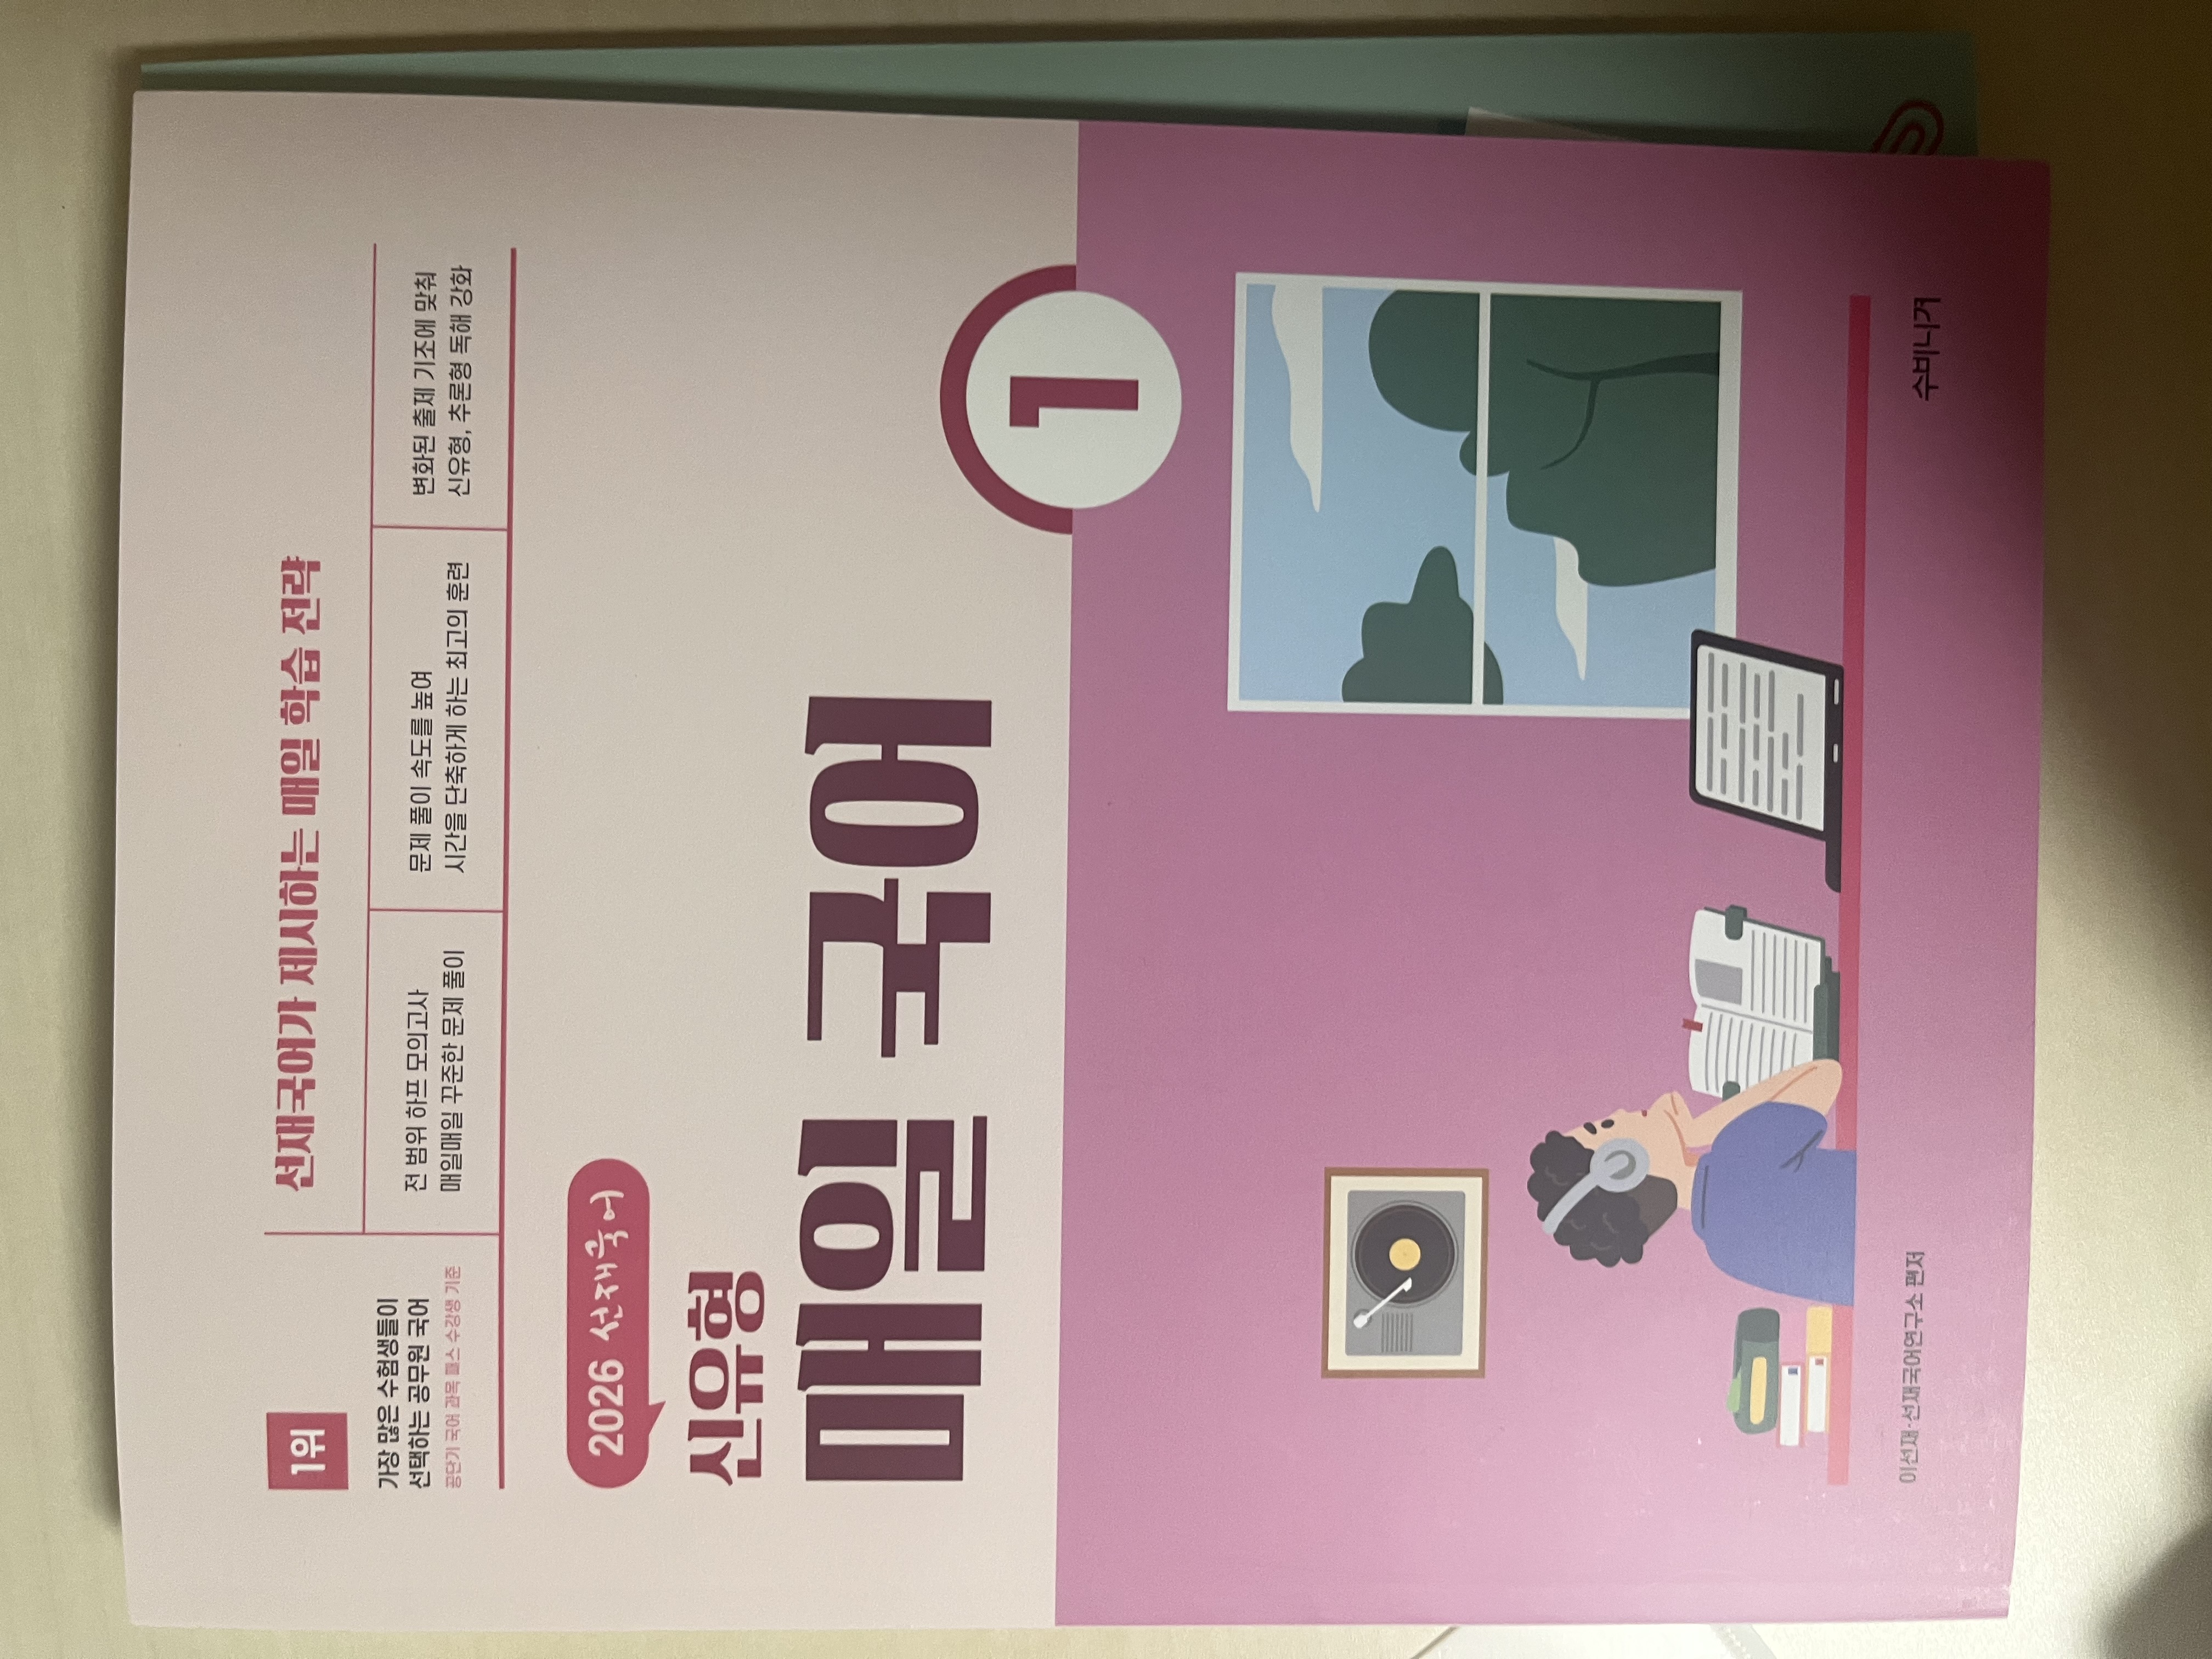 1위
가장 많은 수험생들이
선택하는 공무원 국어
공단기 국어 과목 패스 수강생 기준
선재국어가 제시하는 매일 학습 전략
전 범위 하프 모의고사
매일매일 꾸준한 문제 풀이
문제 풀이 속도를 높여
시간을 단축하게 하는 최고의 훈련
변화된 출제 기조에 맞춰
신유형, 추론형 독해 강화
2026 선재국어
신유형
매일 국어
1
이선재·선재국어연구소 편저
수비니겨